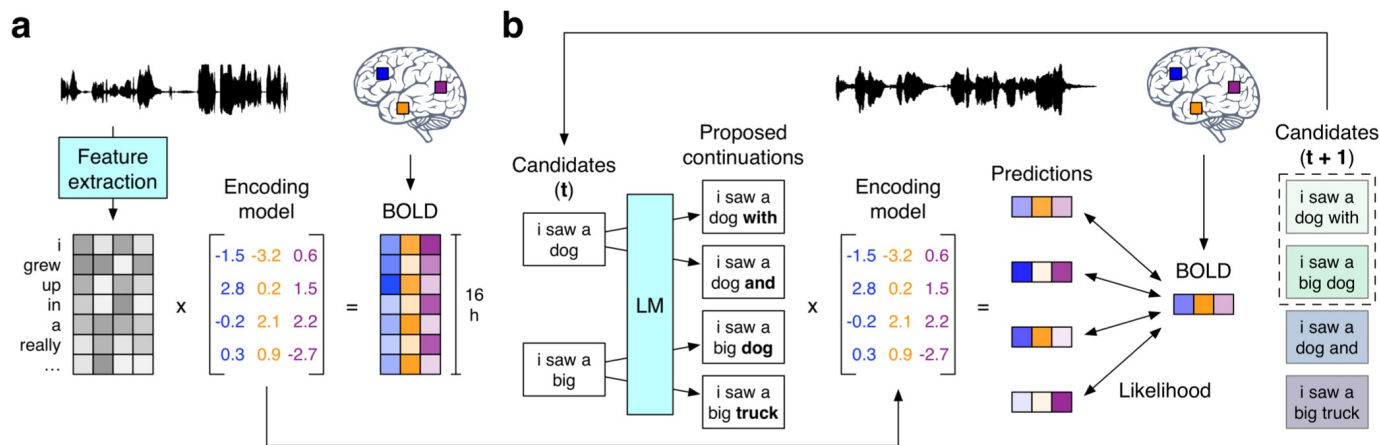 a
Feature
extraction
i
grew
up
in
a
really
...
x
Encoding
model
-1.5 -3.2 0.6
2.8 0.2 1.5
-0.2 2.1 2.2
0.3 0.9 -2.7
=
BOLD
16
h
b
Candidates
(t)
i saw a
dog
i saw a
big
LM
Proposed
continuations
i saw a
dog with
i saw a
dog and
i saw a
big dog
i saw a
big truck
x
Encoding
model
-1.5 -3.2 0.6
2.8 0.2 1.5
-0.2 2.1 2.2
0.3 0.9 -2.7
=
Predictions
BOLD
Likelihood
Candidates
(t + 1)
i saw a
dog with
i saw a
big dog
i saw a
dog and
i saw a
big truck